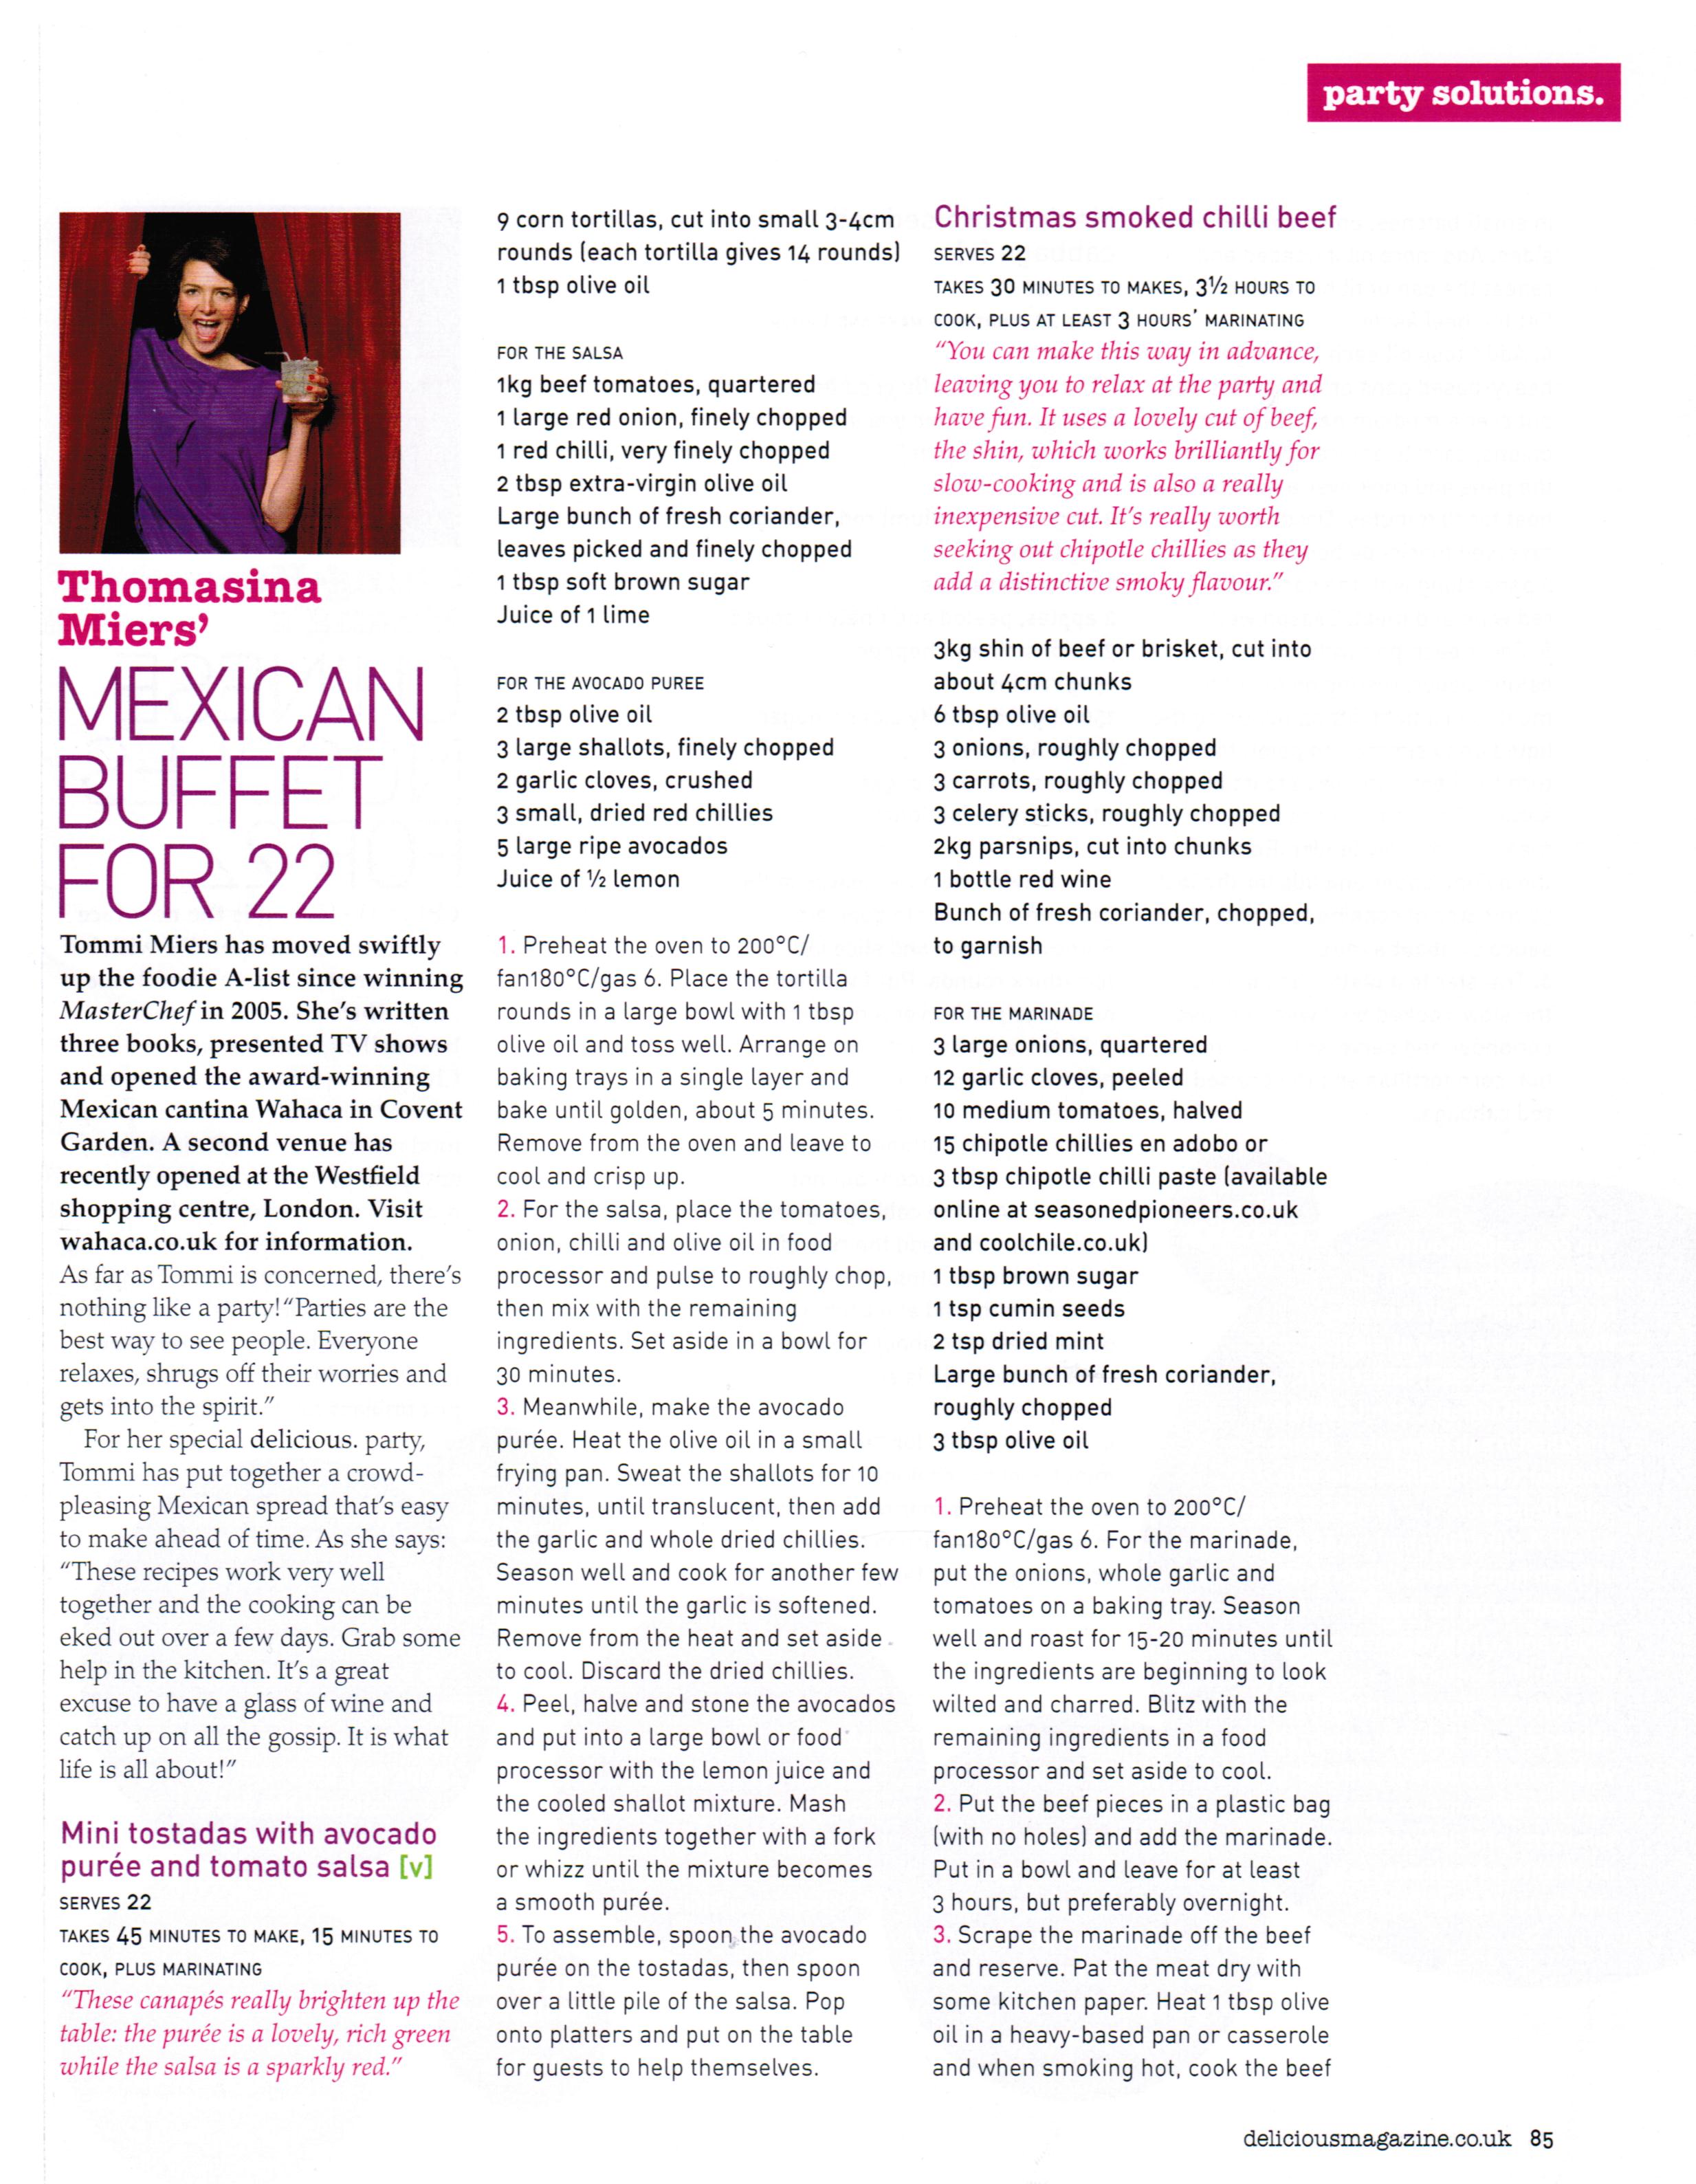 party solutions.
Thomasina
Miers’
MEXICAN
BUFFET
FOR 22
Tommi Miers has moved swiftly
up the foodie A-list since winning
MasterChef in 2005. She’s written
three books, presented TV shows
and opened the award-winning
Mexican cantina Wahaca in Covent
Garden. A second venue has
recently opened at the Westfield
shopping centre, London. Visit
wahaca.co.uk for information.
As far as Tommi is concerned, there’s
nothing like a party! “Parties are the
best way to see people. Everyone
relaxes, shrugs off their worries and
gets into the spirit.”
For her special delicious. party,
Tommi has put together a crowd-
pleasing Mexican spread that’s easy
to make ahead of time. As she says:
“These recipes work very well
together and the cooking can be
eked out over a few days. Grab some
help in the kitchen. It’s a great
excuse to have a glass of wine and
catch up on all the gossip. It is what
life is all about!”
Mini tostadas with avocado
purée and tomato salsa [v]
SERVES 22
TAKES 45 MINUTES TO MAKE, 15 MINUTES TO
COOK, PLUS MARINATING
“These canapés really brighten up the
table: the purée is a lovely, rich green
while the salsa is a sparkly red.”
9 corn tortillas, cut into small 3-4cm
rounds (each tortilla gives 14 rounds)
1 tbsp olive oil
FOR THE SALSA
1kg beef tomatoes, quartered
1 large red onion, finely chopped
1 red chilli, very finely chopped
2 tbsp extra-virgin olive oil
Large bunch of fresh coriander,
leaves picked and finely chopped
1 tbsp soft brown sugar
Juice of 1 lime
FOR THE AVOCADO PUREE
2 tbsp olive oil
3 large shallots, finely chopped
2 garlic cloves, crushed
3 small, dried red chillies
5 large ripe avocados
Juice of ½ lemon
1. Preheat the oven to 200°C/
fan180°C/gas 6. Place the tortilla
rounds in a large bowl with 1 tbsp
olive oil and toss well. Arrange on
baking trays in a single layer and
bake until golden, about 5 minutes.
Remove from the oven and leave to
cool and crisp up.
2. For the salsa, place the tomatoes,
onion, chilli and olive oil in food
processor and pulse to roughly chop,
then mix with the remaining
ingredients. Set aside in a bowl for
30 minutes.
3. Meanwhile, make the avocado
purée. Heat the olive oil in a small
frying pan. Sweat the shallots for 10
minutes, until translucent, then add
the garlic and whole dried chillies.
Season well and cook for another few
minutes until the garlic is softened.
Remove from the heat and set aside
to cool. Discard the dried chillies.
4. Peel, halve and stone the avocados
and put into a large bowl or food
processor with the lemon juice and
the cooled shallot mixture. Mash
the ingredients together with a fork
or whizz until the mixture becomes
a smooth purée.
5. To assemble, spoon the avocado
purée on the tostadas, then spoon
over a little pile of the salsa. Pop
onto platters and put on the table
for guests to help themselves.
Christmas smoked chilli beef
SERVES 22
TAKES 30 MINUTES TO MAKES, 3½ HOURS TO
COOK, PLUS AT LEAST 3 HOURS’ MARINATING
“You can make this way in advance,
leaving you to relax at the party and
have fun. It uses a lovely cut of beef,
the shin, which works brilliantly for
slow-cooking and is also a really
inexpensive cut. It’s really worth
seeking out chipotle chillies as they
add a distinctive smoky flavour.”
3kg shin of beef or brisket, cut into
about 4cm chunks
6 tbsp olive oil
3 onions, roughly chopped
3 carrots, roughly chopped
3 celery sticks, roughly chopped
2kg parsnips, cut into chunks
1 bottle red wine
Bunch of fresh coriander, chopped,
to garnish
FOR THE MARINADE
3 large onions, quartered
12 garlic cloves, peeled
10 medium tomatoes, halved
15 chipotle chillies en adobo or
3 tbsp chipotle chilli paste (available
online at seasonedpioneers.co.uk
and coolchile.co.uk)
1 tbsp brown sugar
1 tsp cumin seeds
2 tsp dried mint
Large bunch of fresh coriander,
roughly chopped
3 tbsp olive oil
1. Preheat the oven to 200°C/
fan180°C/gas 6. For the marinade,
put the onions, whole garlic and
tomatoes on a baking tray. Season
well and roast for 15-20 minutes until
the ingredients are beginning to look
wilted and charred. Blitz with the
remaining ingredients in a food
processor and set aside to cool.
2. Put the beef pieces in a plastic bag
(with no holes) and add the marinade.
Put in a bowl and leave for at least
3 hours, but preferably overnight.
3. Scrape the marinade off the beef
and reserve. Pat the meat dry with
some kitchen paper. Heat 1 tbsp olive
oil in a heavy-based pan or casserole
and when smoking hot, cook the beef
deliciousmagazine.co.uk 85